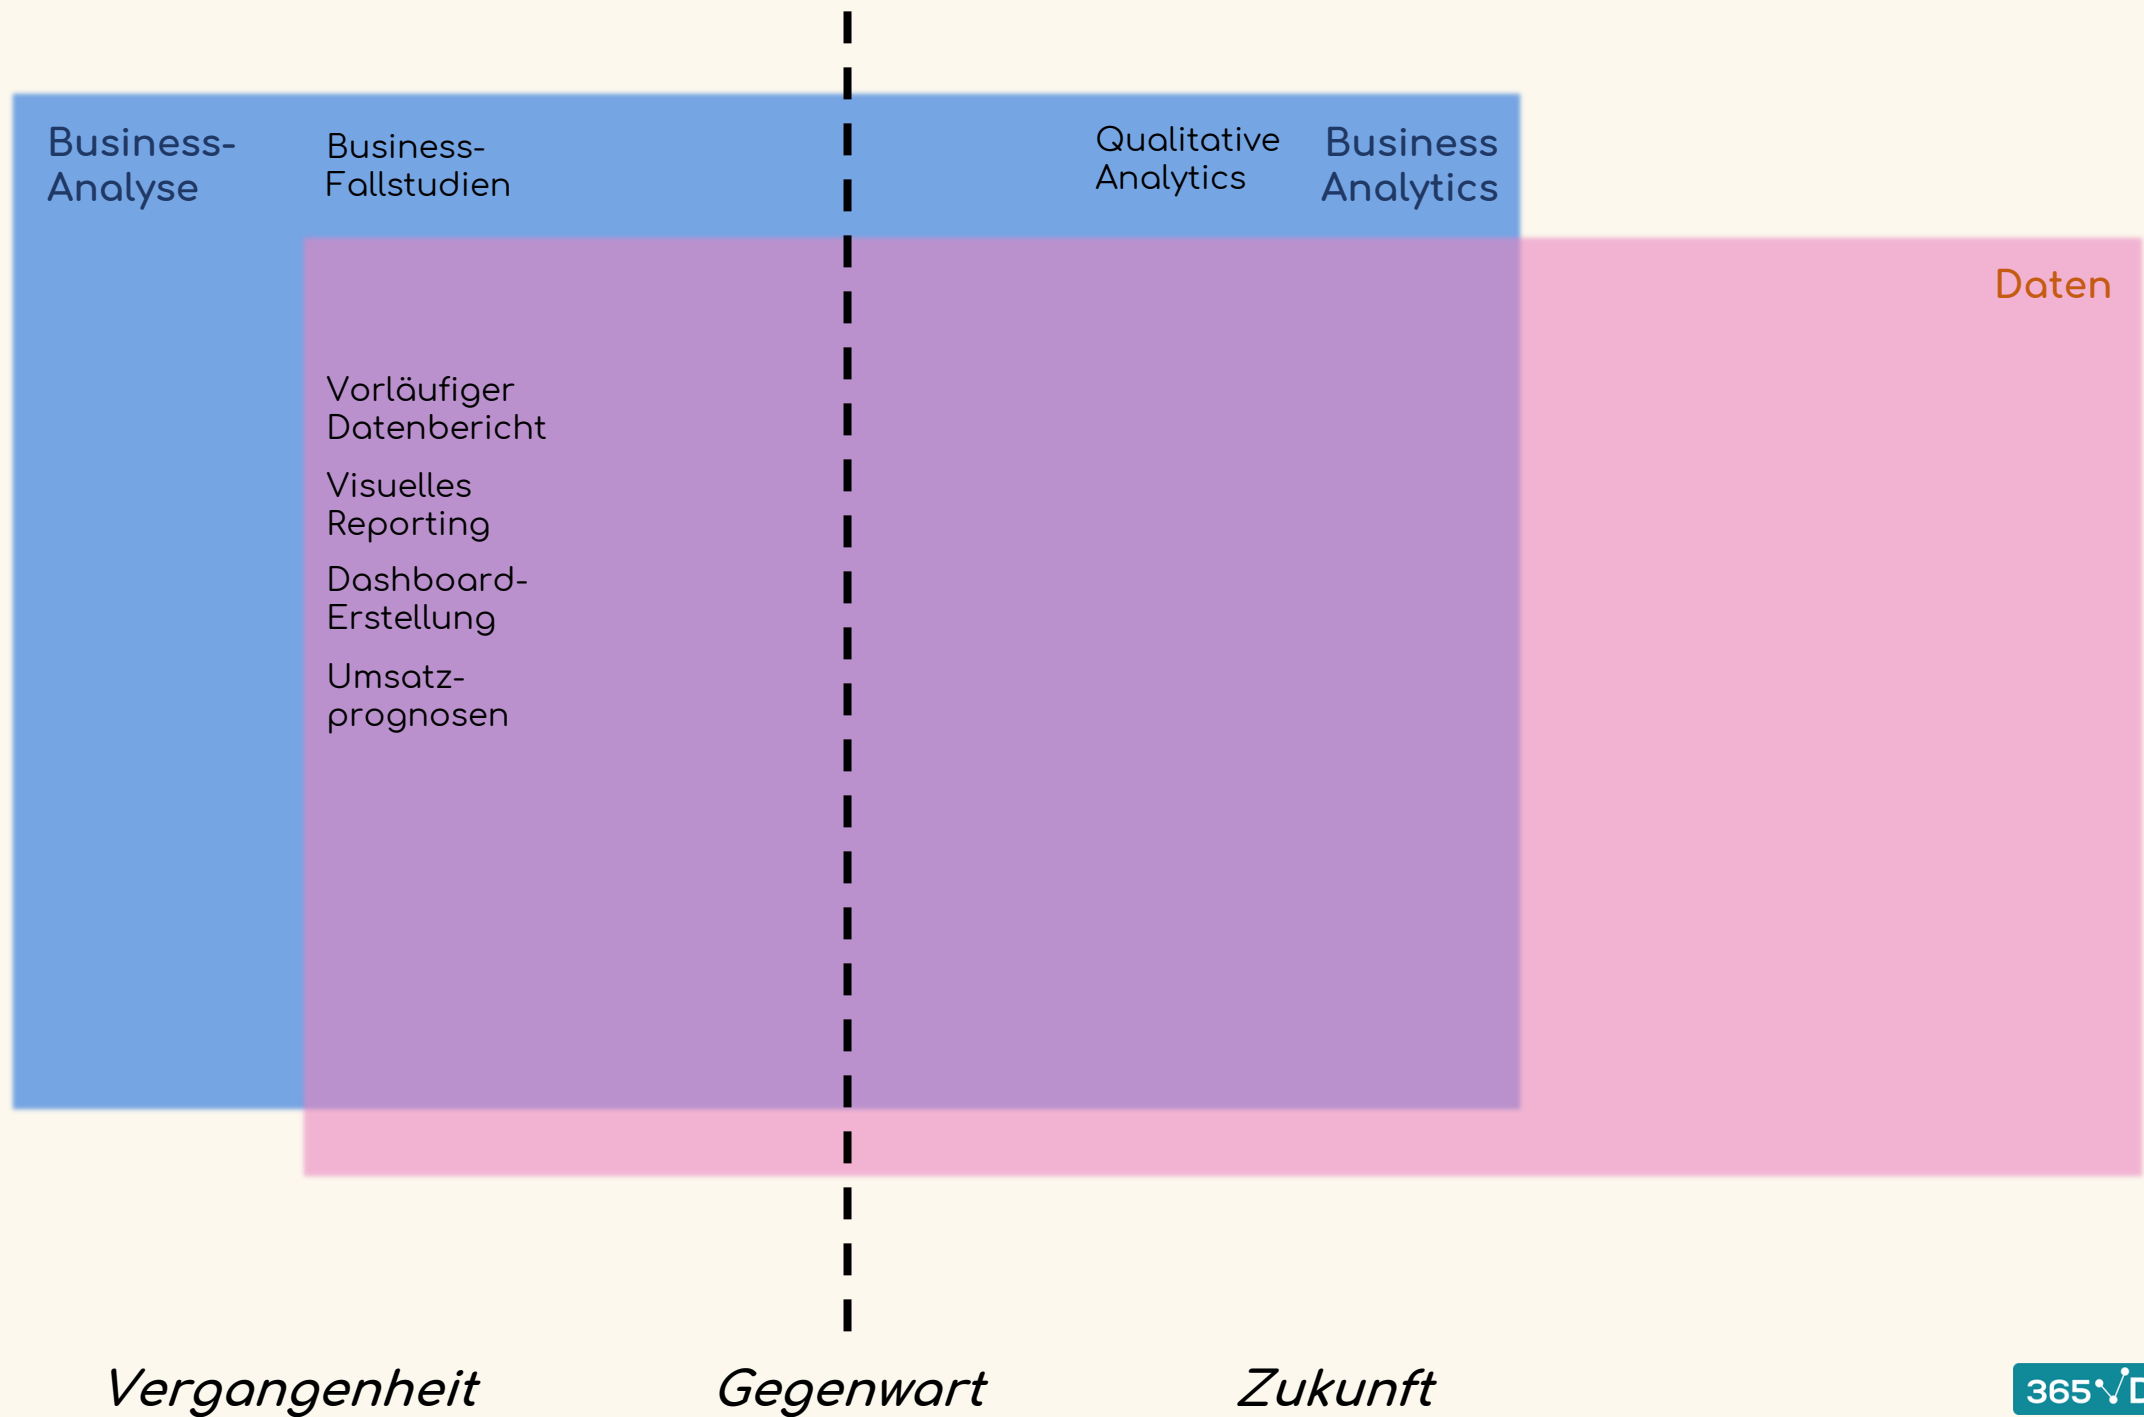 Business-
Analyse
Business-
Fallstudien
Qualitative
Analytics
Business
Analytics
Daten
Vorläufiger
Datenbericht
Visuelles
Reporting
Dashboard-
Erstellung
Umsatz-
prognosen
Vergangenheit
Gegenwart
Zukunft
365